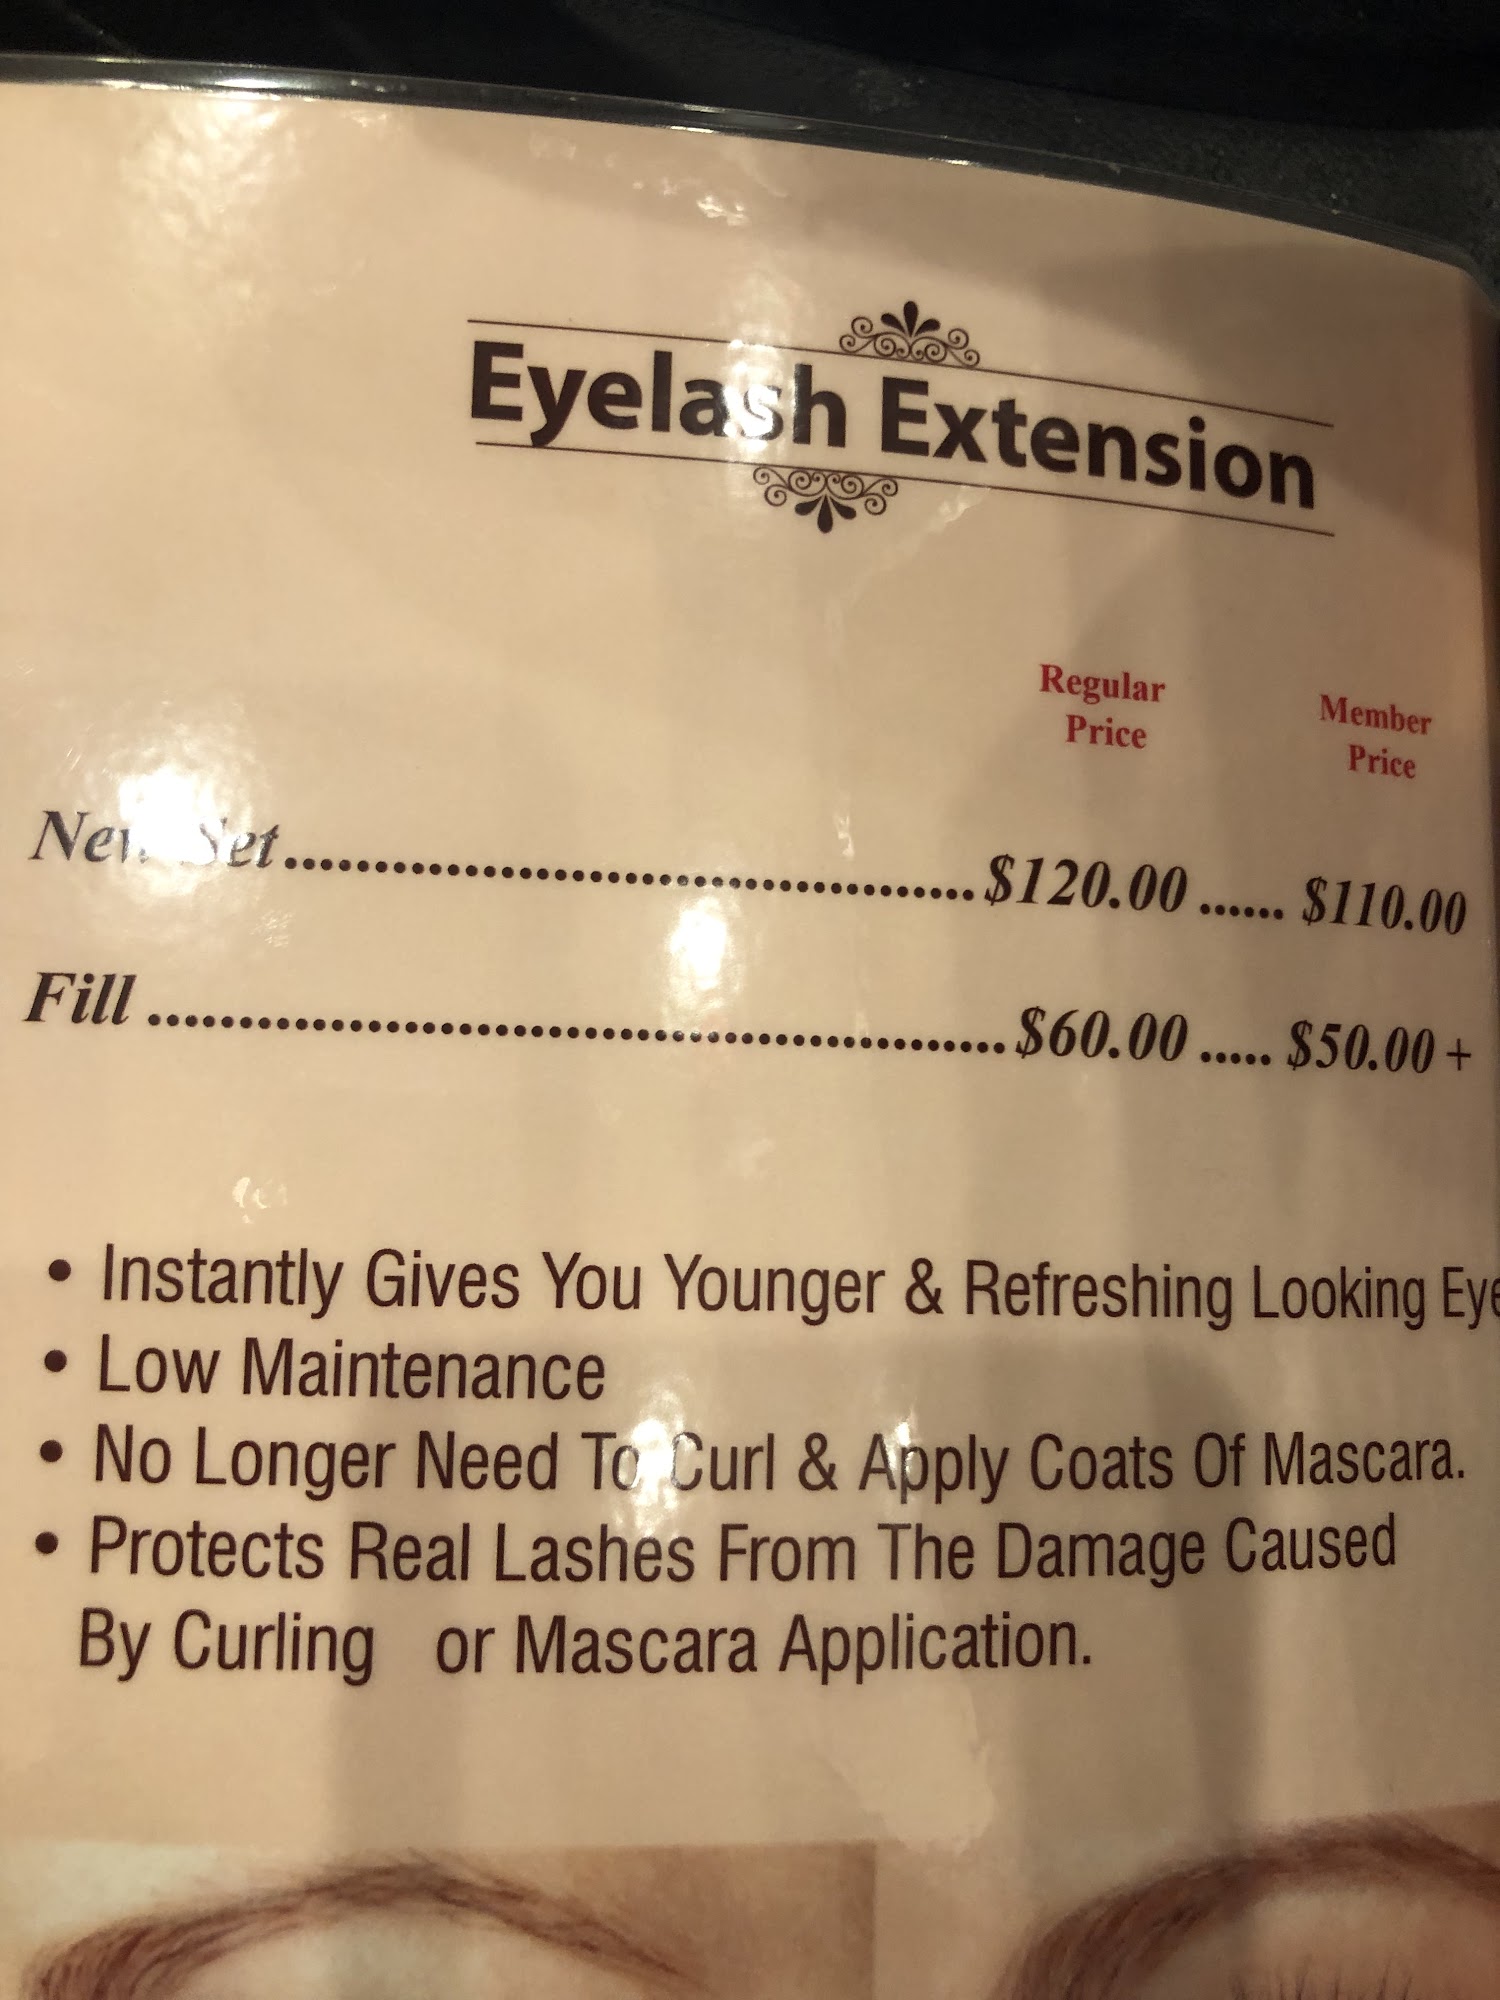 Eyelash Extension
Regular Price
Member Price
New Set........................................$120.00 ...... $110.00
Fill ................................................$60.00 ..... $50.00 +
• Instantly Gives You Younger & Refreshing Looking Eye
• Low Maintenance
• No Longer Need To Curl & Apply Coats Of Mascara.
• Protects Real Lashes From The Damage Caused
By Curling or Mascara Application.